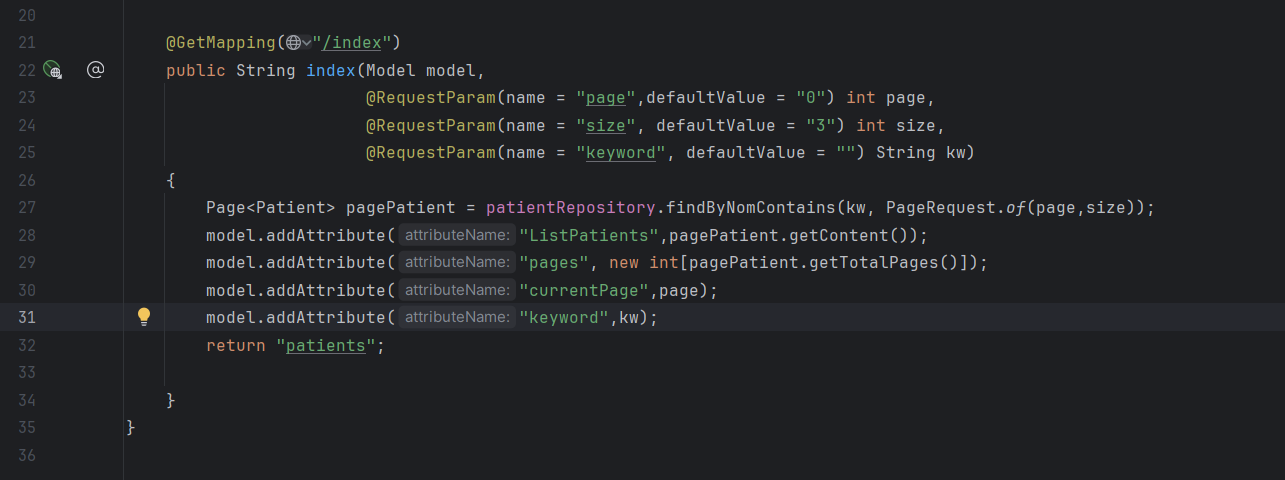 20
21 @GetMapping("/index")
22 @ public String index(Model model,
23 @RequestParam(name = "page",defaultValue = "0") int page,
24 @RequestParam(name = "size", defaultValue = "3") int size,
25 @RequestParam(name = "keyword", defaultValue = "") String kw)
26 {
27 Page<Patient> pagePatient = patientRepository.findByNomContains(kw, PageRequest.of(page,size));
28 model.addAttribute( attributeName: "ListPatients",pagePatient.getContent());
29 model.addAttribute( attributeName: "pages", new int[pagePatient.getTotalPages()]);
30 model.addAttribute( attributeName: "currentPage",page);
31 model.addAttribute( attributeName: "keyword",kw);
32 return "patients";
33
34 }
35 }
36